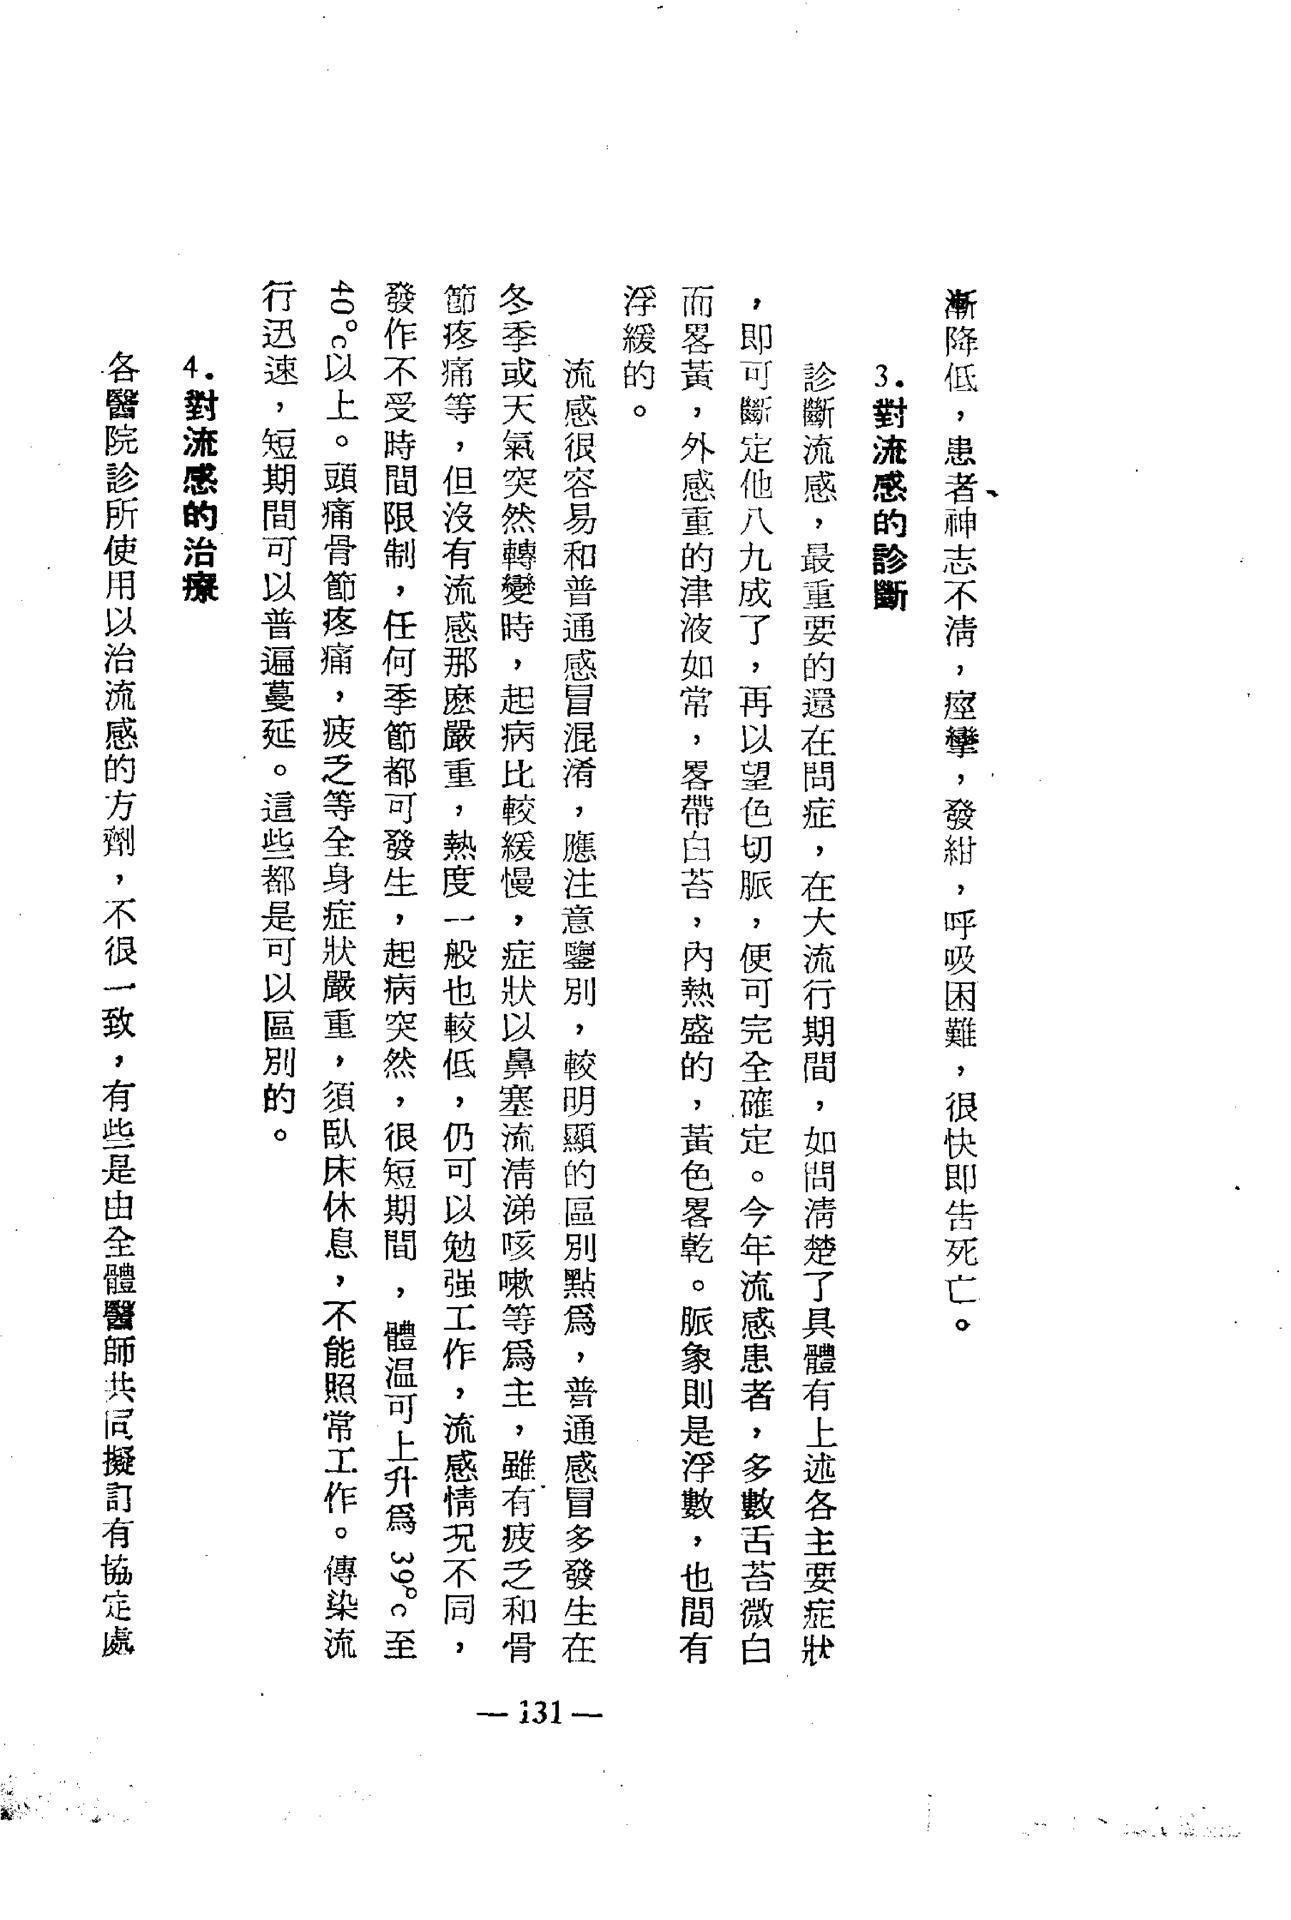 漸降低，患者神志不淸，痙攣，發紺，呼吸困難，很快即告死亡。
3.對流感的診斷
診斷流感，最重要的還在問症，在大流行期間，如問淸楚了具體有上述各主要症狀
，即可斷定他八九成了，再以望色切脈，便可完全確定。今年流感患者，多數舌苔微白
而畧黃，外感重的津液如常，畧帶白苔，內熱盛的，黃色畧乾。脈象則是浮數，也間有
浮緩的。
流感很容易和普通感冒混淆，應注意鑒別，較明顯的區別點爲，普通感冒多發生在
冬季或天氣突然轉變時，起病比較緩慢，症狀以鼻塞流淸涕咳嗽等爲主，雖有疲乏和骨
節疼痛等，但沒有流感那麽嚴重，熱度一般也較低，仍可以勉强工作，流感情况不同，
發作不受時間限制，任何季節都可發生，起病突然，很短期間，體温可上升爲39°c至
40°c以上。頭痛骨節疼痛，疲乏等全身症狀嚴重，須臥床休息，不能照常工作。傳染流
行迅速，短期間可以普遍蔓延。這些都是可以區別的。
4.對流感的治療
各醫院診所使用以治流感的方劑，不很一致，有些是由全體醫師共同擬訂有協定處
—131—